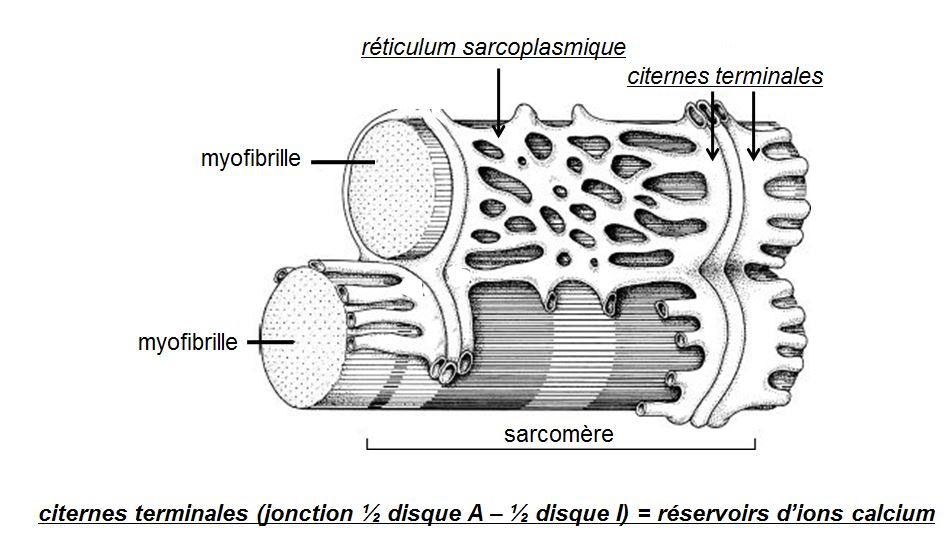 réticulum sarcoplasmique
citernes terminales
myofibrille
myofibrille
sarcomère
citernes terminales (jonction ½ disque A – ½ disque I) = réservoirs d’ions calcium